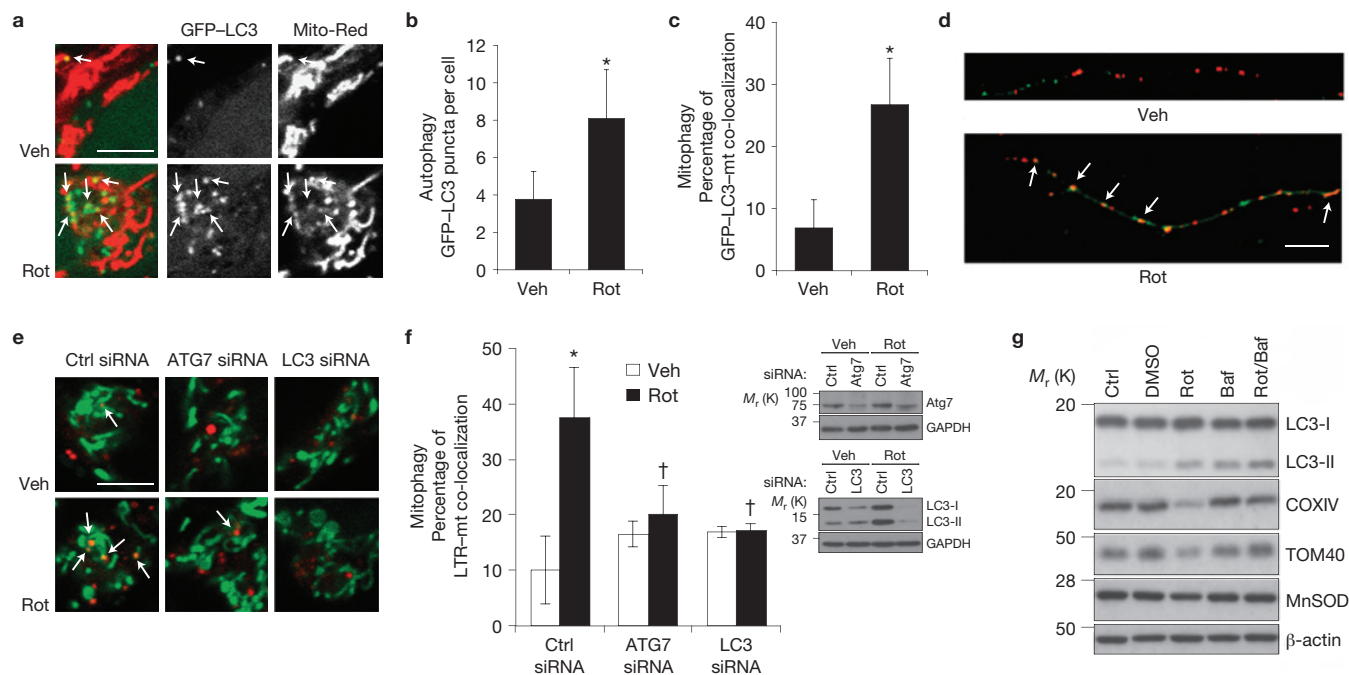 a
GFP–LC3 Mito-Red
Veh
Rot
b
Autophagy
GFP–LC3 puncta per cell
14
12
10
8
6
4
2
0
*
Veh Rot
c
Mitophagy
Percentage of
GFP–LC3–mt co-localization
40
30
20
10
0
*
Veh Rot
d
Veh
Rot
e
Ctrl siRNA ATG7 siRNA LC3 siRNA
Veh
Rot
f
Mitophagy
Percentage of
LTR–mt co-localization
50
40
30
20
10
0
*
†
†
Veh
Rot
Ctrl
siRNA
ATG7
siRNA
LC3
siRNA
Veh Rot
siRNA: Ctrl Atg7 Ctrl Atg7
Mr (K)
100
75
37
Atg7
GAPDH
Veh Rot
siRNA: Ctrl LC3 Ctrl LC3
Mr (K)
15
37
LC3-I
LC3-II
GAPDH
g
Mr (K) Ctrl DMSO Rot Baf Rot/Baf
20
LC3-I
LC3-II
20
COXIV
50
TOM40
28
MnSOD
50
β-actin